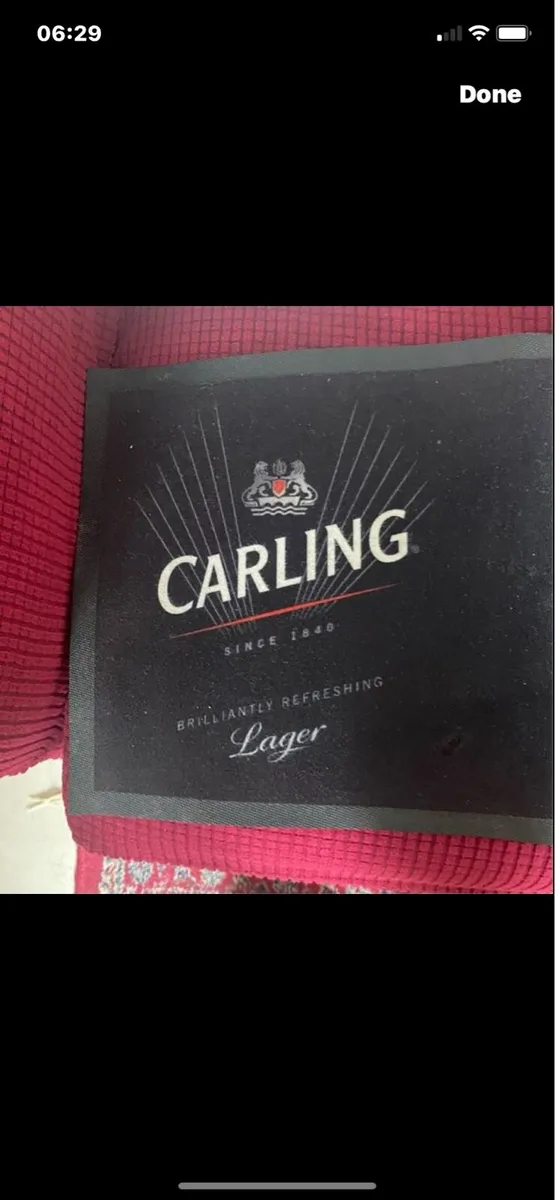 06:29
Done
CARLING
SINCE 1840
BRILLIANTLY REFRESHING
Lager